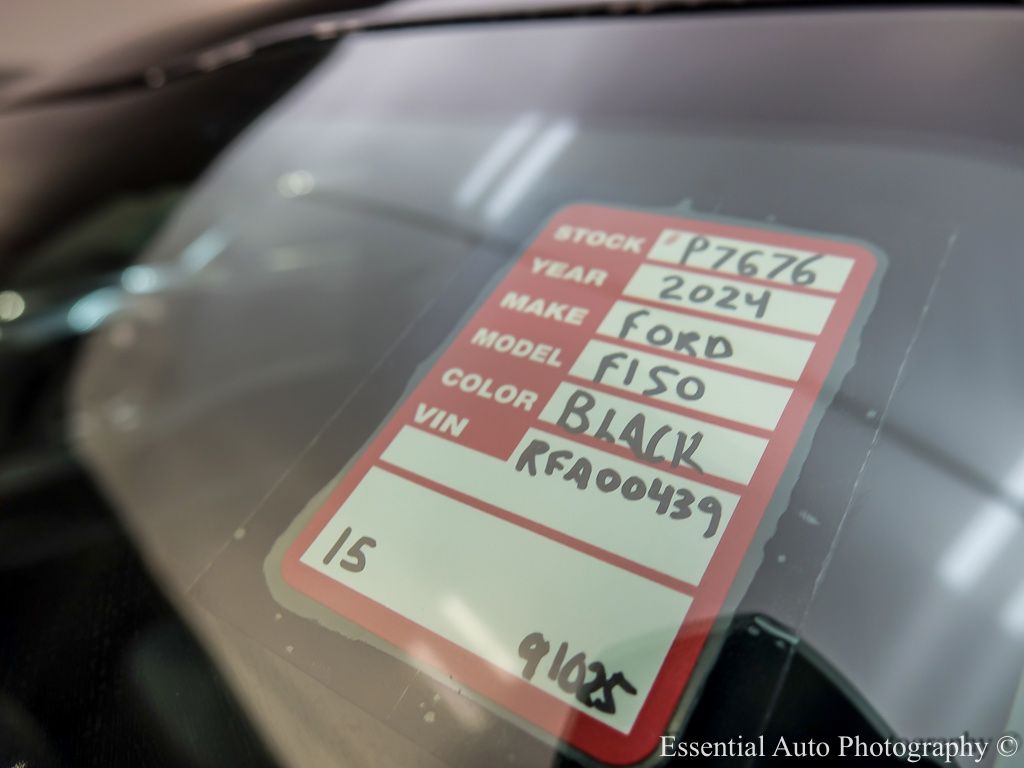 STOCK # P7676
YEAR 2024
MAKE FORD
MODEL F150
COLOR BLACK
VIN RFA00439
15
91025
Essential Auto Photography ©